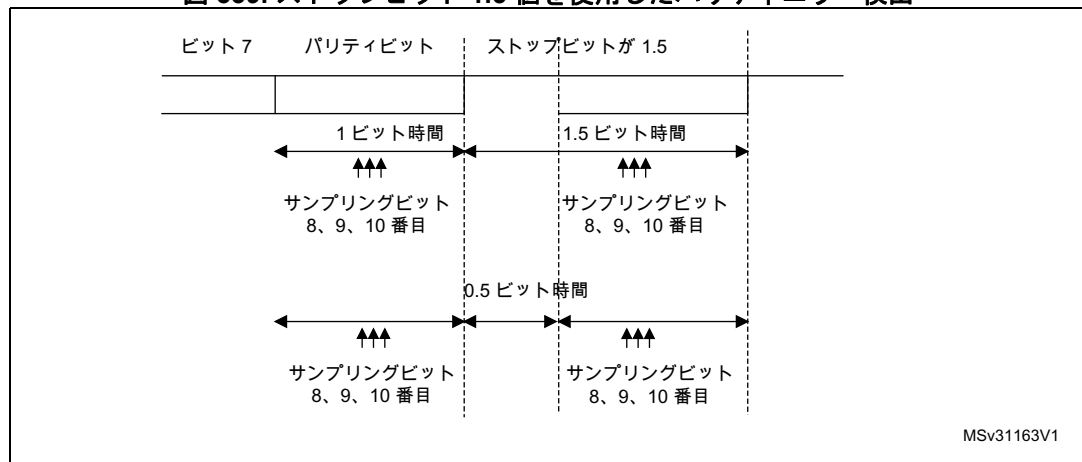 ビット 7 パリティビット ストップビットが 1.5
1 ビット時間 1.5 ビット時間
サンプリングビット サンプリングビット
8、9、10 番目 8、9、10 番目
0.5 ビット時間
サンプリングビット サンプリングビット
8、9、10 番目 8、9、10 番目
MSv31163V1